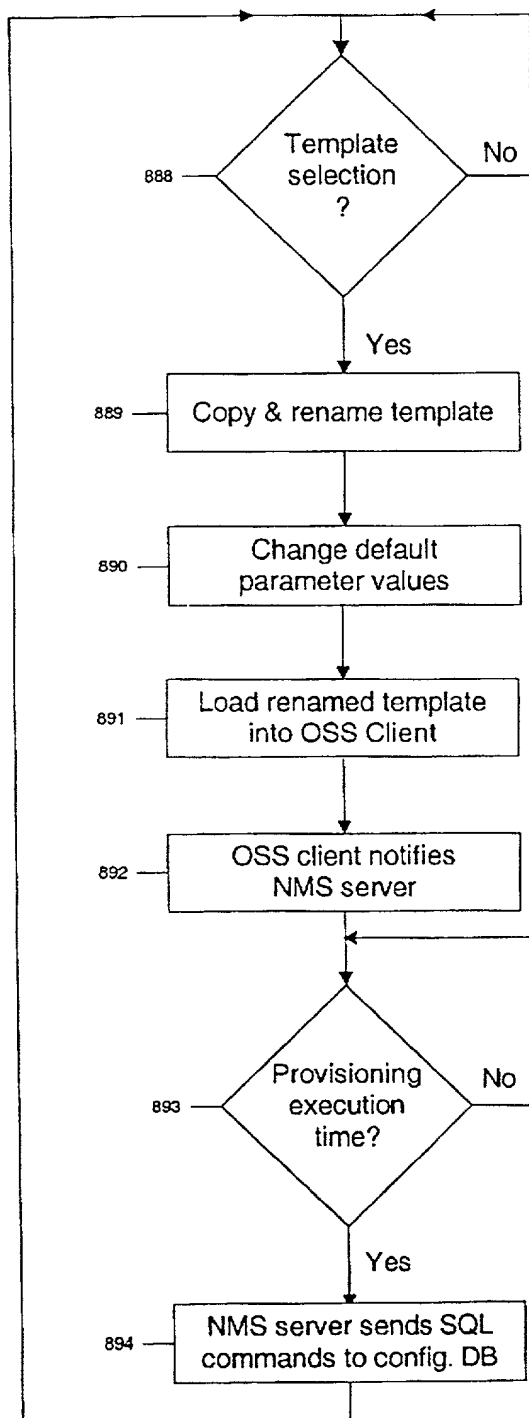 888
Template
selection
?
No
Yes
889
Copy & rename template
890
Change default
parameter values
891
Load renamed template
into OSS Client
892
OSS client notifies
NMS server
893
Provisioning
execution
time?
No
Yes
894
NMS server sends SQL
commands to config. DB